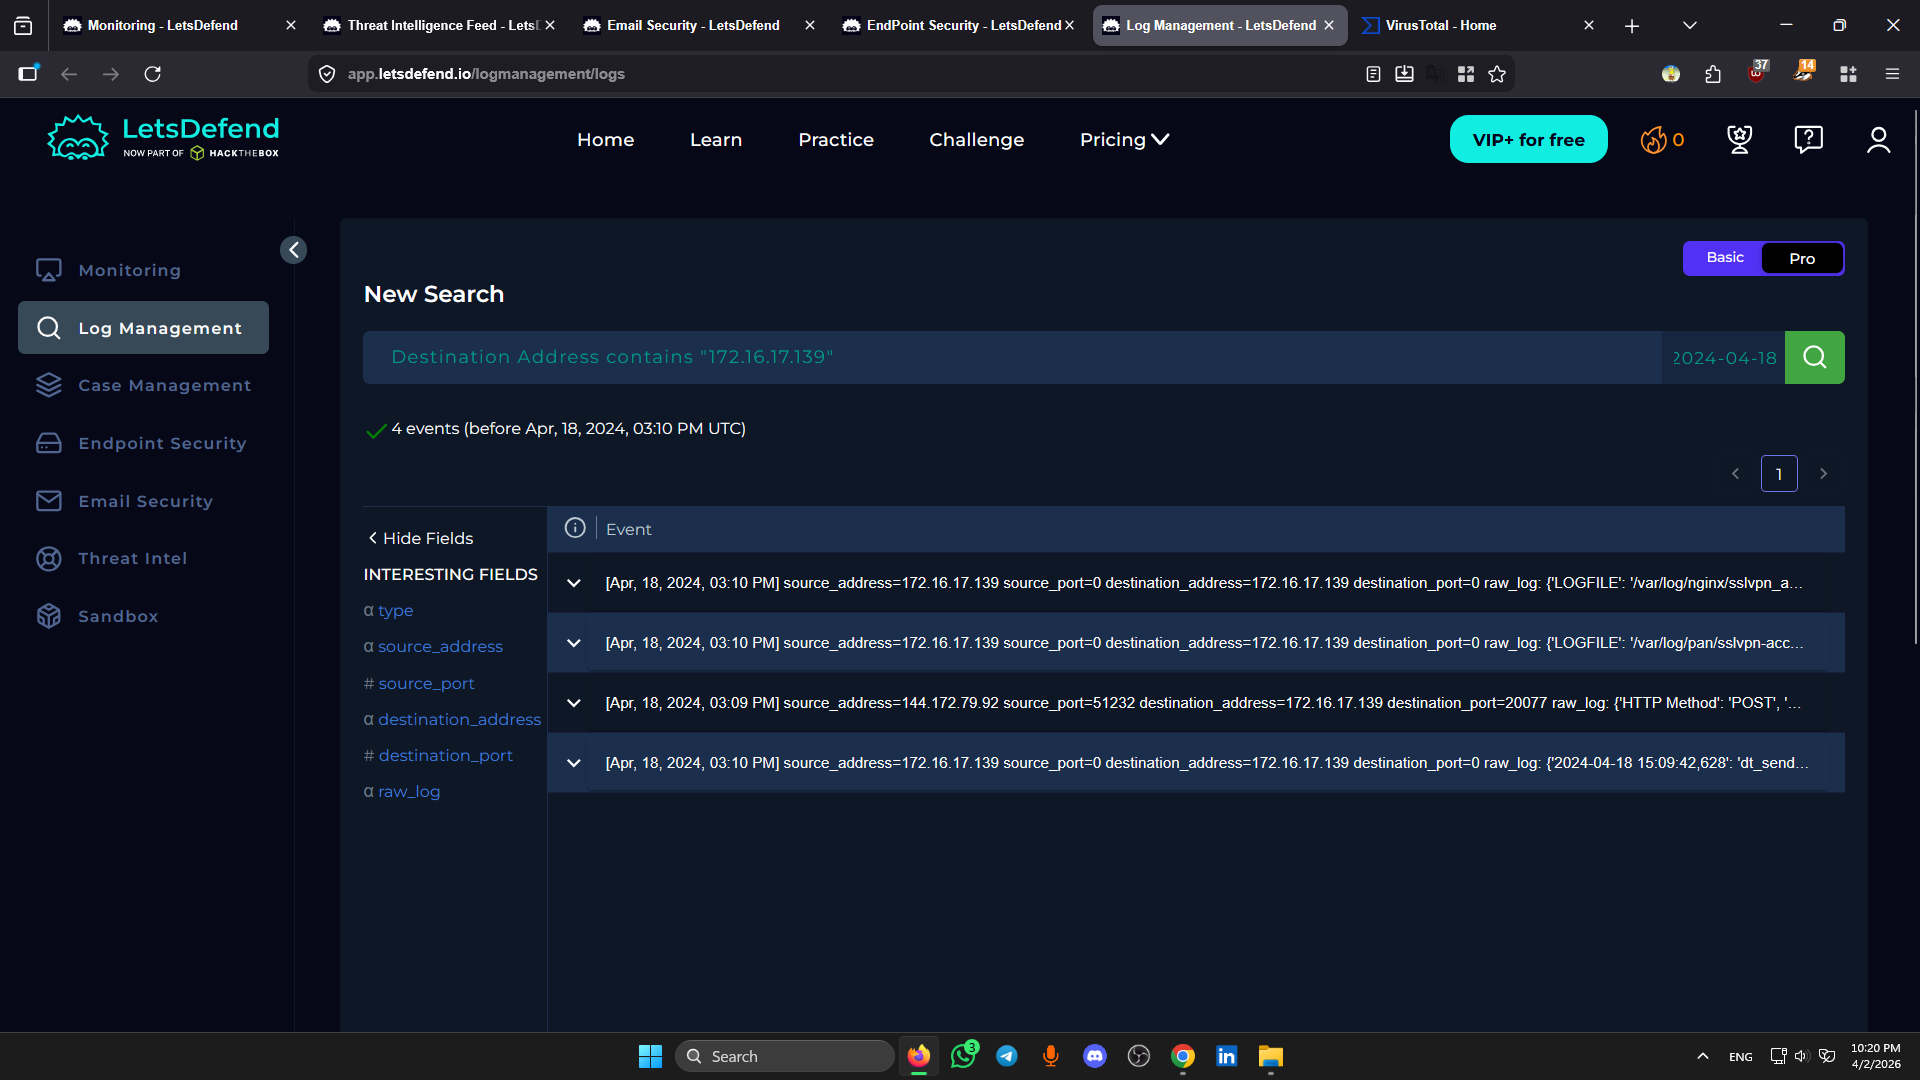 Monitoring - LetsDefend
Threat Intelligence Feed - LetsD
Email Security - LetsDefend
EndPoint Security - LetsDefend
Log Management - LetsDefend
VirusTotal - Home
app.letsdefend.io/logmanagement/logs
37
14
LetsDefend
NOW PART OF HACKTHEBOX
Home
Learn
Practice
Challenge
Pricing
VIP+ for free
0
Monitoring
Log Management
Case Management
Endpoint Security
Email Security
Threat Intel
Sandbox
Basic
Pro
New Search
Destination Address contains "172.16.17.139"
2024-04-18
4 events (before Apr, 18, 2024, 03:10 PM UTC)
1
Hide Fields
INTERESTING FIELDS
α type
α source_address
# source_port
α destination_address
# destination_port
α raw_log
Event
[Apr, 18, 2024, 03:10 PM] source_address=172.16.17.139 source_port=0 destination_address=172.16.17.139 destination_port=0 raw_log: {'LOGFILE': '/var/log/nginx/sslvpn_a...
[Apr, 18, 2024, 03:10 PM] source_address=172.16.17.139 source_port=0 destination_address=172.16.17.139 destination_port=0 raw_log: {'LOGFILE': '/var/log/pan/sslvpn-acc...
[Apr, 18, 2024, 03:09 PM] source_address=144.172.79.92 source_port=51232 destination_address=172.16.17.139 destination_port=20077 raw_log: {'HTTP Method': 'POST', '...
[Apr, 18, 2024, 03:10 PM] source_address=172.16.17.139 source_port=0 destination_address=172.16.17.139 destination_port=0 raw_log: {'2024-04-18 15:09:42,628': 'dt_send...
Search
3
ENG
10:20 PM
4/2/2026